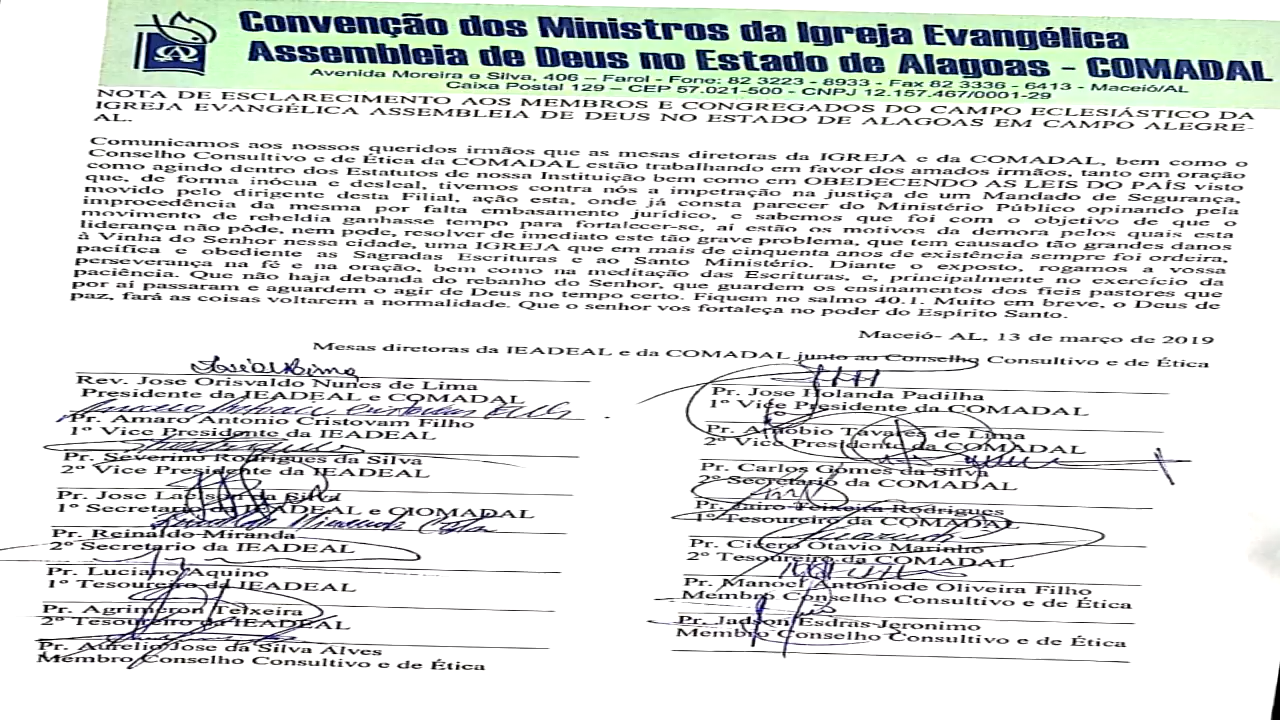 Convenção dos Ministros da Igreja Evangélica
Assembleia de Deus no Estado de Alagoas - COMADAL
Avenida Moreira e Silva, 406 – Farol - Fone: 82 3223 - 8933 - Fax 82 3336 - 6413 - Maceió/AL
Caixa Postal 129 – CEP 57.021-500 - CNPJ 12.157.467/0001-29
NOTA DE ESCLARECIMENTO AOS MEMBROS E CONGREGADOS DO CAMPO ECLESIÁSTICO DA
IGREJA EVANGÉLICA ASSEMBLEIA DE DEUS NO ESTADO DE ALAGOAS EM CAMPO ALEGRE-
AL.
Comunicamos aos nossos queridos irmãos que as mesas diretoras da IGREJA e da COMADAL, bem como o
Conselho Consultivo e de Ética da COMADAL estão trabalhando em favor dos amados irmãos, tanto em oração
como agindo dentro dos Estatutos de nossa Instituição bem como em OBEDECENDO AS LEIS DO PAÍS visto
que, de forma inócua e desleal, tivemos contra nós a impetração na justiça de um Mandado de Segurança,
movido pelo dirigente desta Filial, ação esta, onde já consta parecer do Ministério Público opinando pela
improcedência da mesma por falta embasamento jurídico, e sabemos que foi com o objetivo de que o
movimento de rebeldia ganhasse tempo para fortalecer-se, aí estão os motivos da demora pelos quais esta
liderança não pôde, nem pode, resolver de imediato este tão grave problema, que tem causado tão grandes danos
à Vinha do Senhor nessa cidade, uma IGREJA que em mais de cinquenta anos de existência sempre foi ordeira,
pacífica e obediente as Sagradas Escrituras e ao Santo Ministério. Diante o exposto, rogamos a vossa
perseverança na fé e na oração, bem como na meditação das Escrituras, e, principalmente no exercício da
paciência. Que não haja debanda do rebanho do Senhor, que guardem os ensinamentos dos fieis pastores que
por aí passaram e aguardem o agir de Deus no tempo certo. Fiquem no salmo 40.1. Muito em breve, o Deus de
paz, fará as coisas voltarem a normalidade. Que o senhor vos fortaleça no poder do Espírito Santo.
Maceió- AL, 13 de março de 2019
Mesas diretoras da IEADEAL e da COMADAL junto ao Conselho Consultivo e de Ética
Rev. Jose Orisvaldo Nunes de Lima
Presidente da IEADEAL e COMADAL
Pr. Amaro Antonio Cristovam Filho
1º Vice Presidente da IEADEAL
Pr. Severino Rodrigues da Silva
2º Vice Presidente da IEADEAL
Pr. Jose Laelson da Silva
1º Secretario da IEADEAL e COMADAL
Pr. Reinaldo Miranda
2º Secretario da IEADEAL
Pr. Luciano Aquino
1º Tesoureiro da IEADEAL
Pr. Agrimeron Teixeira
2º Tesoureiro da IEADEAL
Pr. Aurelio Jose da Silva Alves
Membro Conselho Consultivo e de Ética
Pr. Jose Holanda Padilha
1º Vice Presidente da COMADAL
Pr. Arnobio Tavares de Lima
2º Vice Presidente da COMADAL
Pr. Carlos Gomes da Silva
2º Secretario da COMADAL
Pr. Jairo Teixeira Rodrigues
1º Tesoureiro da COMADAL
Pr. Cicero Otavio Marinho
2º Tesoureiro da COMADAL
Pr. Manoel Antoniode Oliveira Filho
Membro Conselho Consultivo e de Ética
Pr. Jadson Esdras Jeronimo
Membro Conselho Consultivo e de Ética